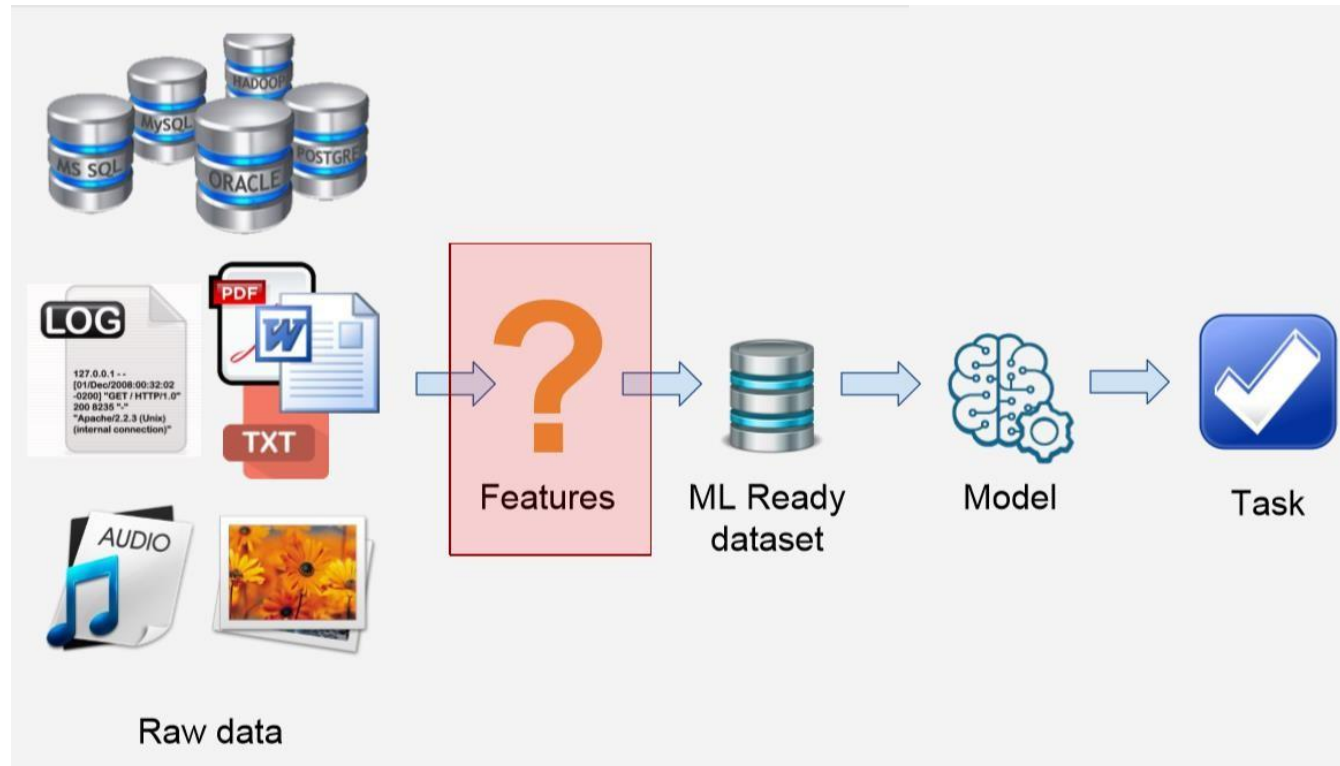 HADOOP
MySQL
MS SQL
ORACLE
POSTGRE
LOG
127.0.0.1 - -
[01/Dec/2008:00:32:02
-0200] "GET / HTTP/1.0"
200 8235 "-"
"Apache/2.2.3 (Unix)
(internal connection)"
PDF
W
TXT
AUDIO
?
Features
ML Ready
dataset
Model
Task
Raw data